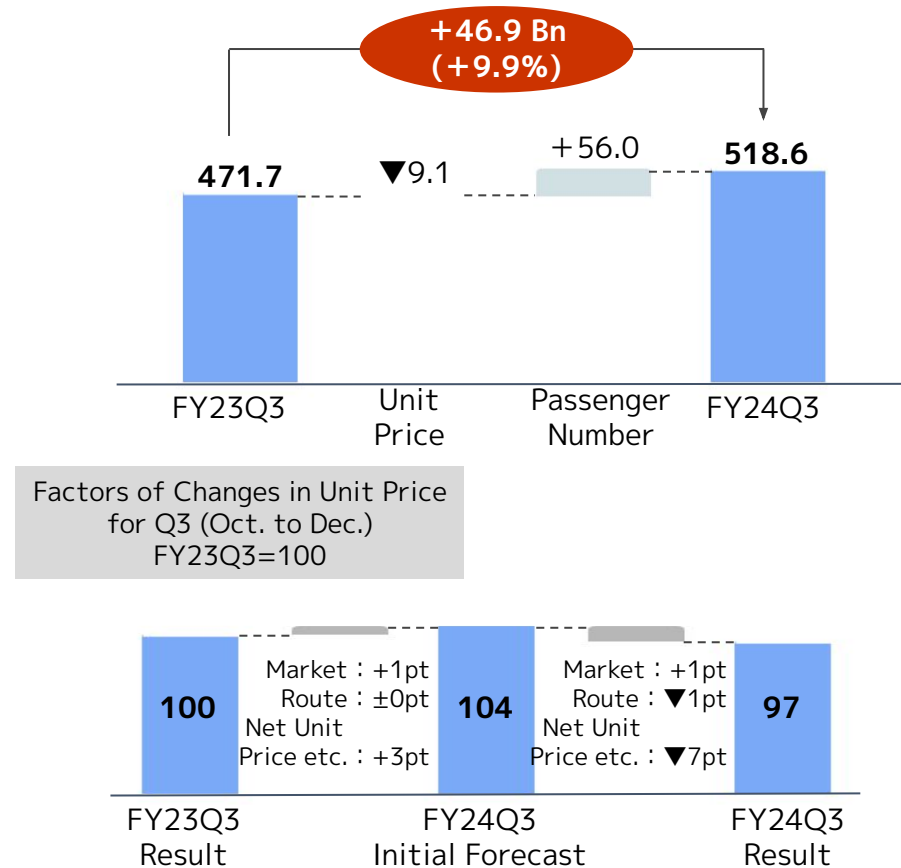 ＋46.9 Bn
(＋9.9%)
471.7
▼9.1
＋56.0
518.6
FY23Q3
Unit
Price
Passenger
Number
FY24Q3
Factors of Changes in Unit Price
for Q3 (Oct. to Dec.)
FY23Q3=100
100
Market：+1pt
Route：±0pt
Net Unit
Price etc.：+3pt
104
Market：+1pt
Route：▼1pt
Net Unit
Price etc.：▼7pt
97
FY23Q3
Result
FY24Q3
Initial Forecast
FY24Q3
Result